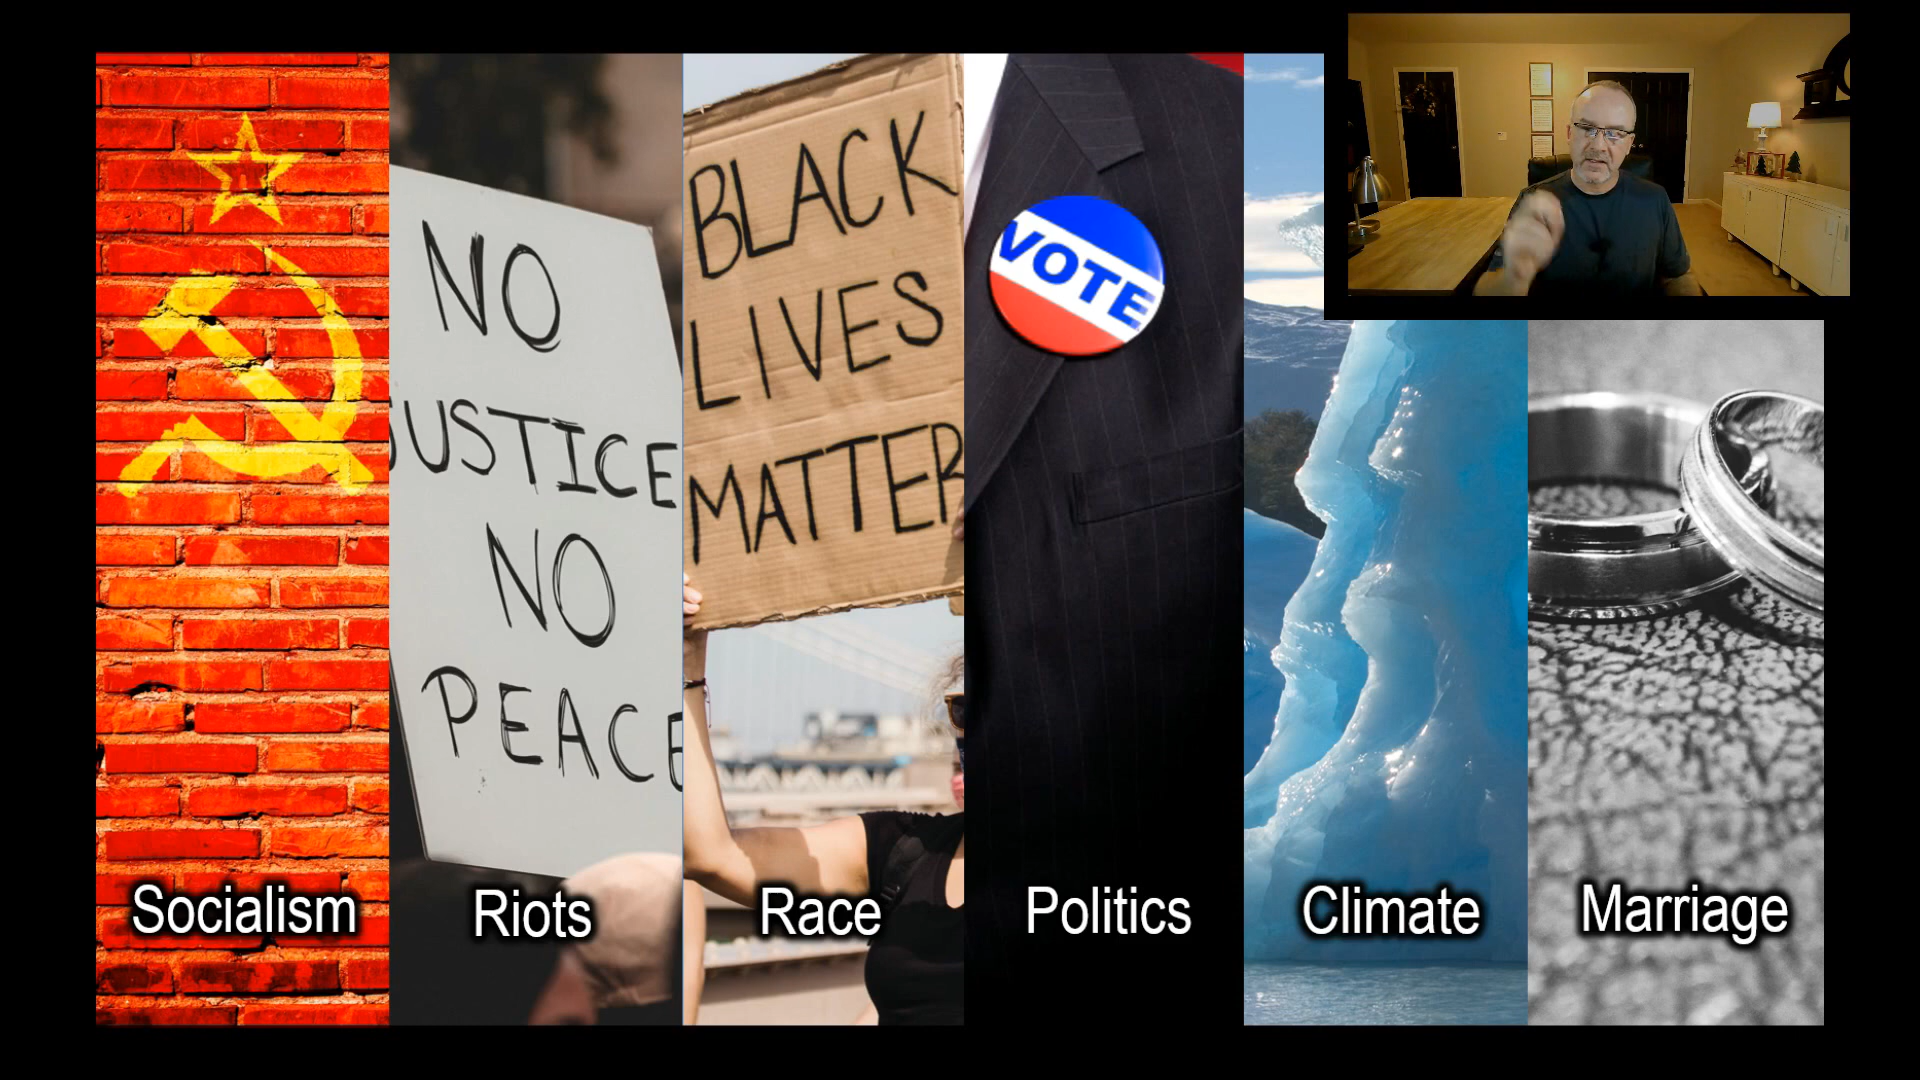 NO
JUSTICE
NO
PEACE
BLACK
LIVES
MATTER
VOTE
Socialism
Riots
Race
Politics
Climate
Marriage